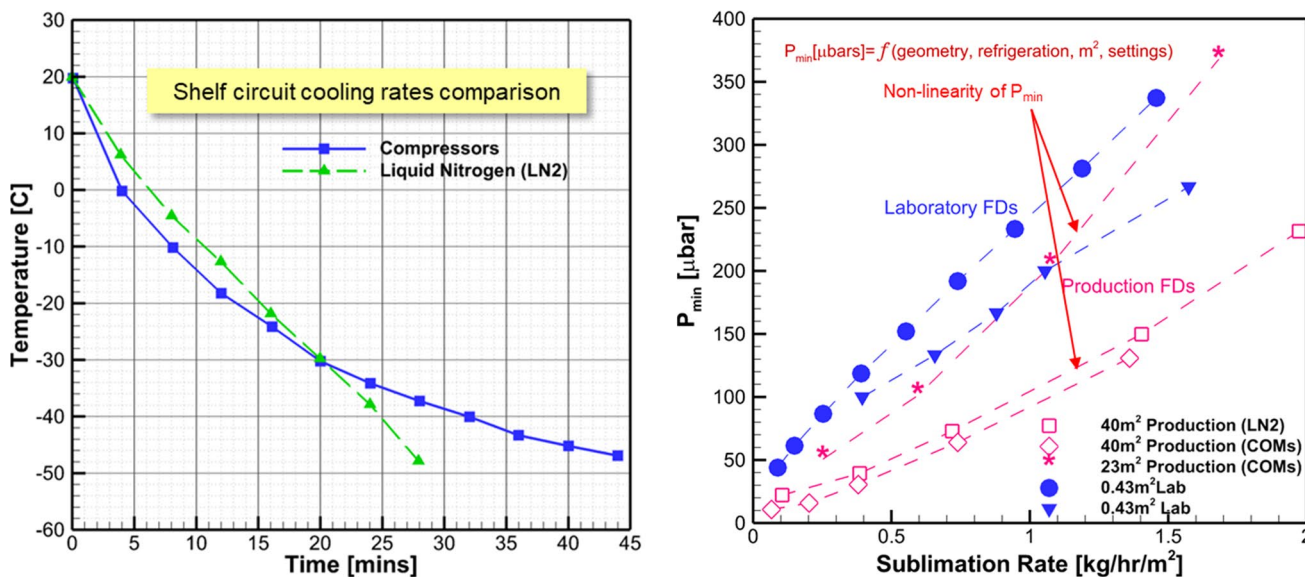 30
20
10
0
-10
-20
-30
-40
-50
-60
Temperature [C]
Shelf circuit cooling rates comparison
Compressors
Liquid Nitrogen (LN2)
0 5 10 15 20 25 30 35 40 45
Time [mins]
400
350
300
250
200
150
100
50
0
P_min [µbar]
P_min[µbars]= f (geometry, refrigeration, m², settings)
Non-linearity of P_min
Laboratory FDs
Production FDs
40m² Production (LN2)
40m² Production (COMs)
23m² Production (COMs)
0.43m²Lab
0.43m² Lab
0 0.5 1 1.5 2
Sublimation Rate [kg/hr/m²]